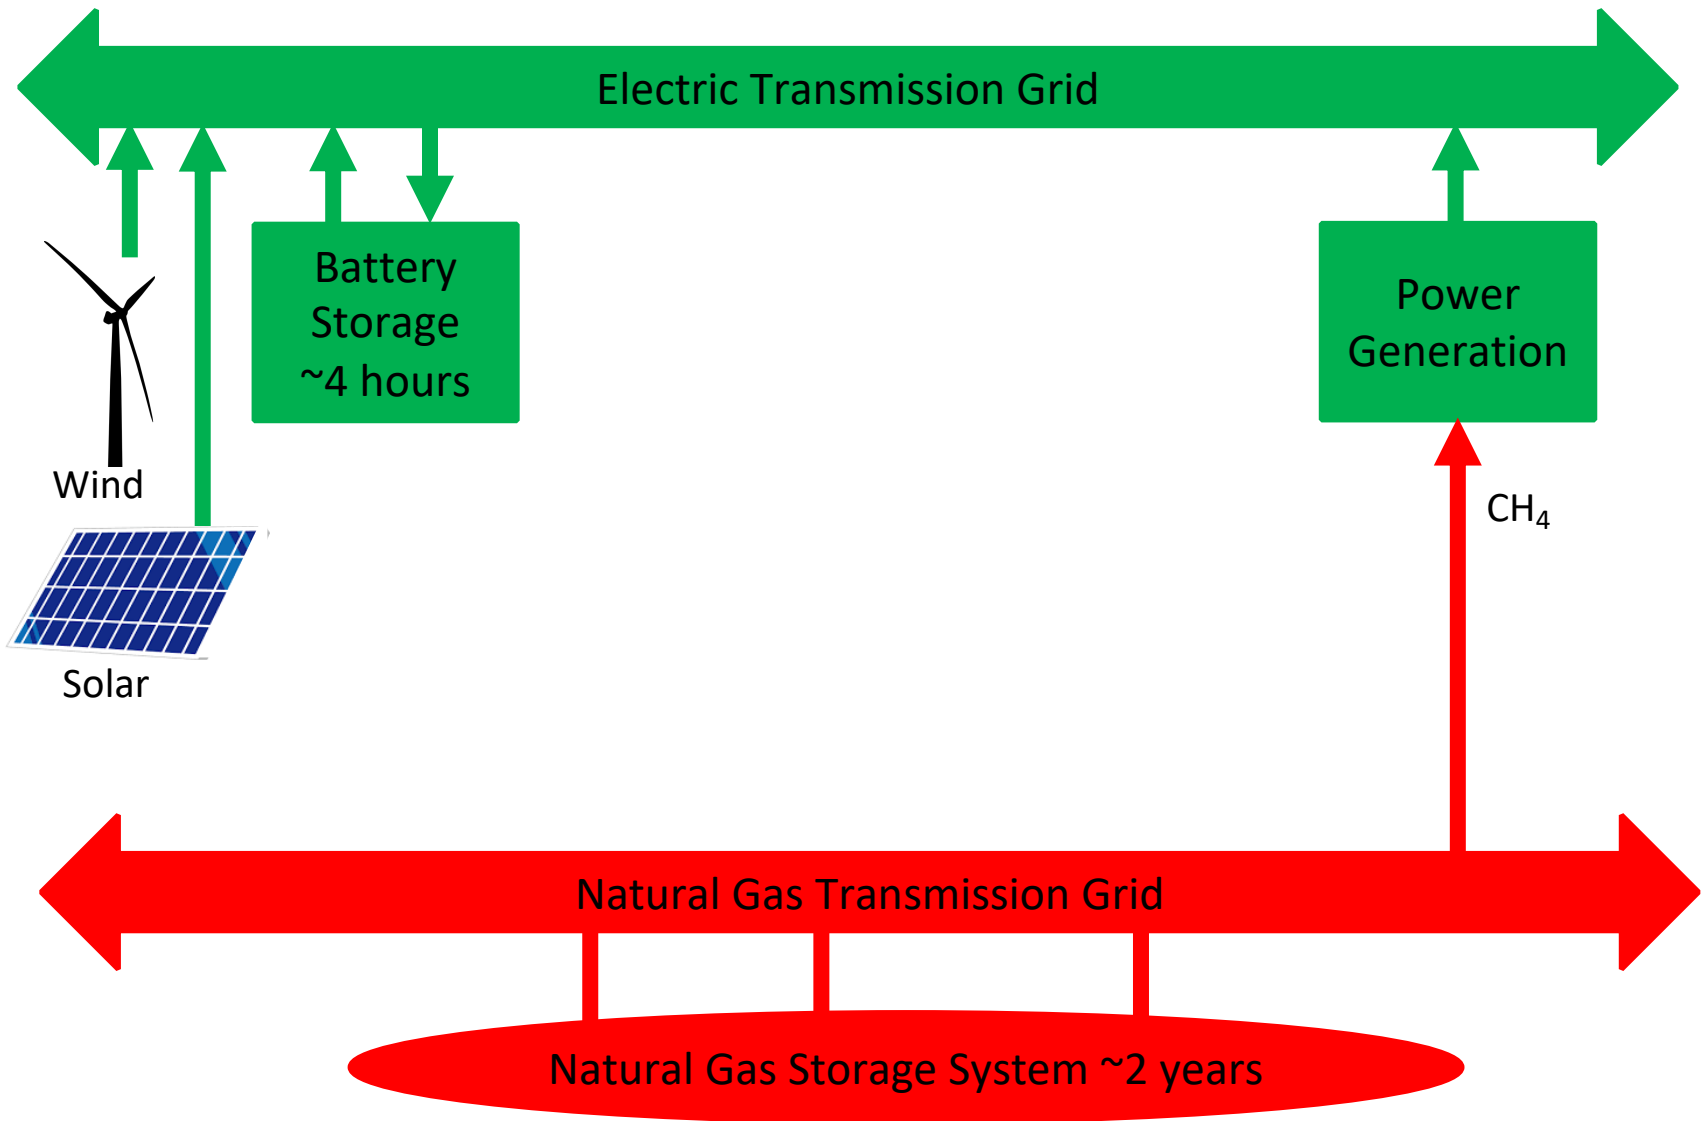 Electric Transmission Grid
Battery
Storage
~4 hours
Power
Generation
Wind
CH₄
Solar
Natural Gas Transmission Grid
Natural Gas Storage System ~2 years